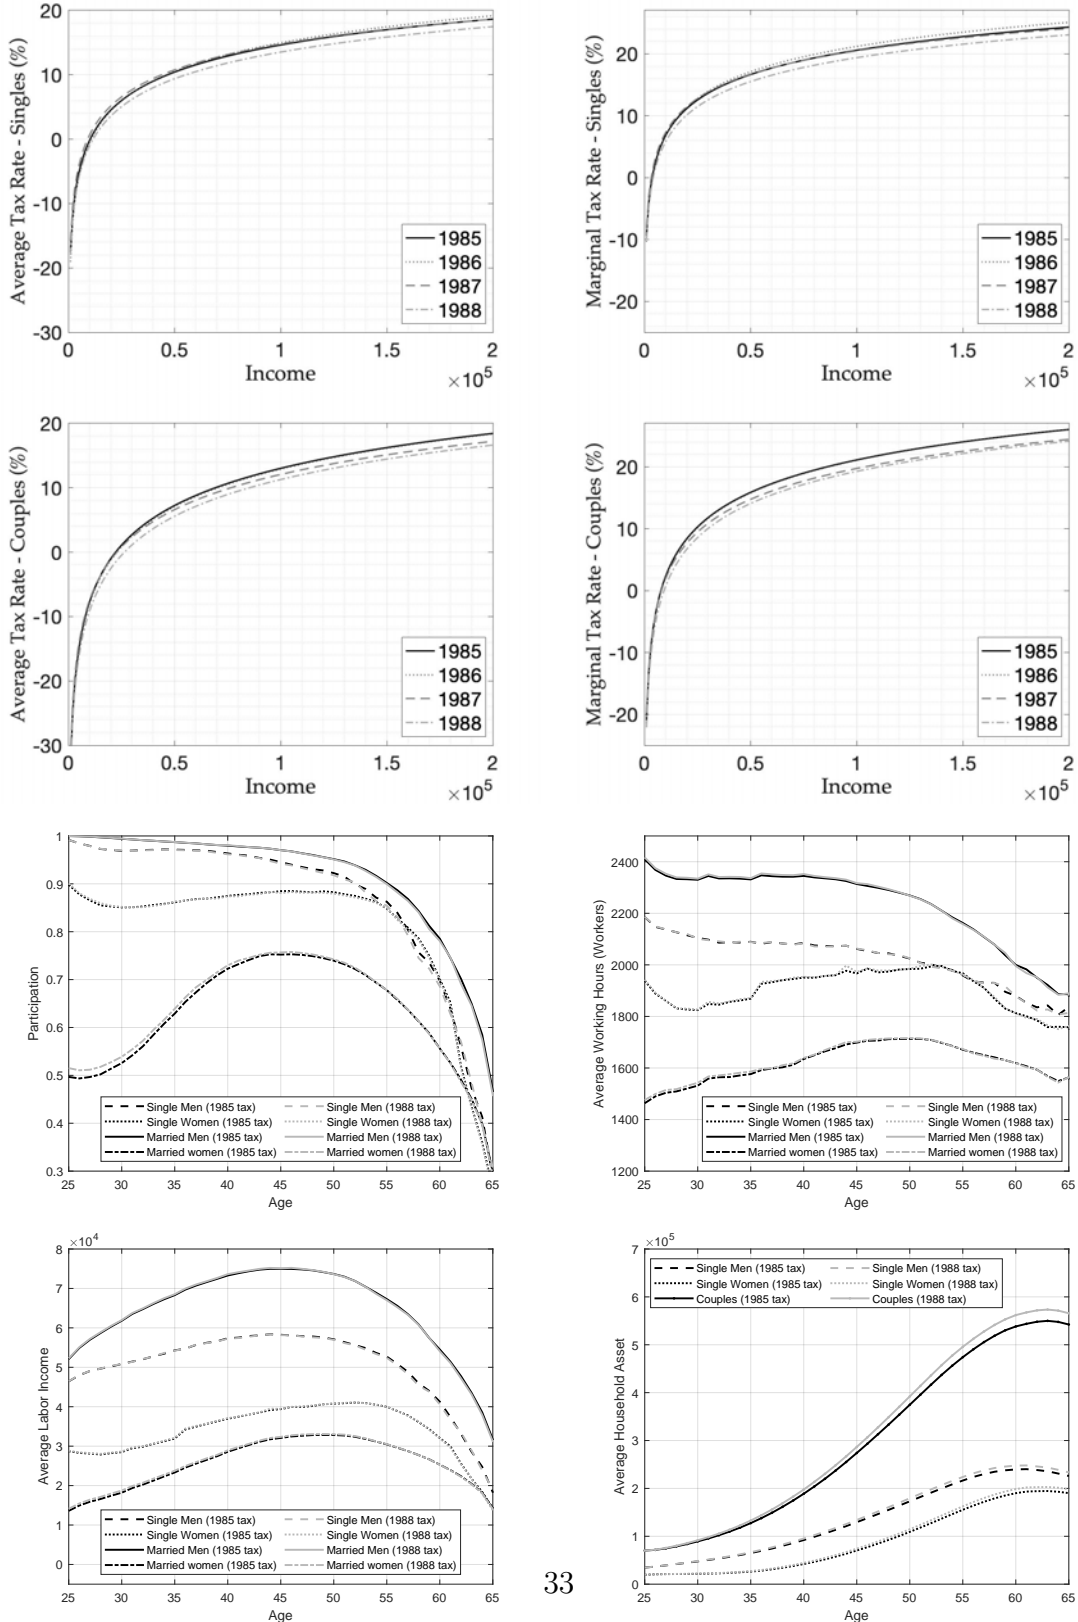 Average Tax Rate - Singles (%)
20
10
0
-10
-20
-30
1985
1986
1987
1988
0 0.5 1 1.5 2
Income
×10^5
Marginal Tax Rate - Singles (%)
20
10
0
-10
-20
1985
1986
1987
1988
0 0.5 1 1.5 2
Income
×10^5
Average Tax Rate - Couples (%)
20
10
0
-10
-20
-30
1985
1986
1987
1988
0 0.5 1 1.5 2
Income
×10^5
Marginal Tax Rate - Couples (%)
20
10
0
-10
-20
1985
1986
1987
1988
0 0.5 1 1.5 2
Income
×10^5
Participation
1
0.9
0.8
0.7
0.6
0.5
0.4
0.3
Single Men (1985 tax) Single Men (1988 tax)
Single Women (1985 tax) Single Women (1988 tax)
Married Men (1985 tax) Married Men (1988 tax)
Married women (1985 tax) Married women (1988 tax)
25 30 35 40 45 50 55 60 65
Age
Average Working Hours (Workers)
2400
2200
2000
1800
1600
1400
1200
Single Men (1985 tax) Single Men (1988 tax)
Single Women (1985 tax) Single Women (1988 tax)
Married Men (1985 tax) Married Men (1988 tax)
Married women (1985 tax) Married women (1988 tax)
25 30 35 40 45 50 55 60 65
Age
Average Labor Income
×10^4
8
7
6
5
4
3
2
1
0
Single Men (1985 tax) Single Men (1988 tax)
Single Women (1985 tax) Single Women (1988 tax)
Married Men (1985 tax) Married Men (1988 tax)
Married women (1985 tax) Married women (1988 tax)
25 30 35 40 45 50 55 60 65
Age
Average Household Asset
×10^5
7
6
5
4
3
2
1
0
Single Men (1985 tax) Single Men (1988 tax)
Single Women (1985 tax) Single Women (1988 tax)
Couples (1985 tax) Couples (1988 tax)
25 30 35 40 45 50 55 60 65
Age
33